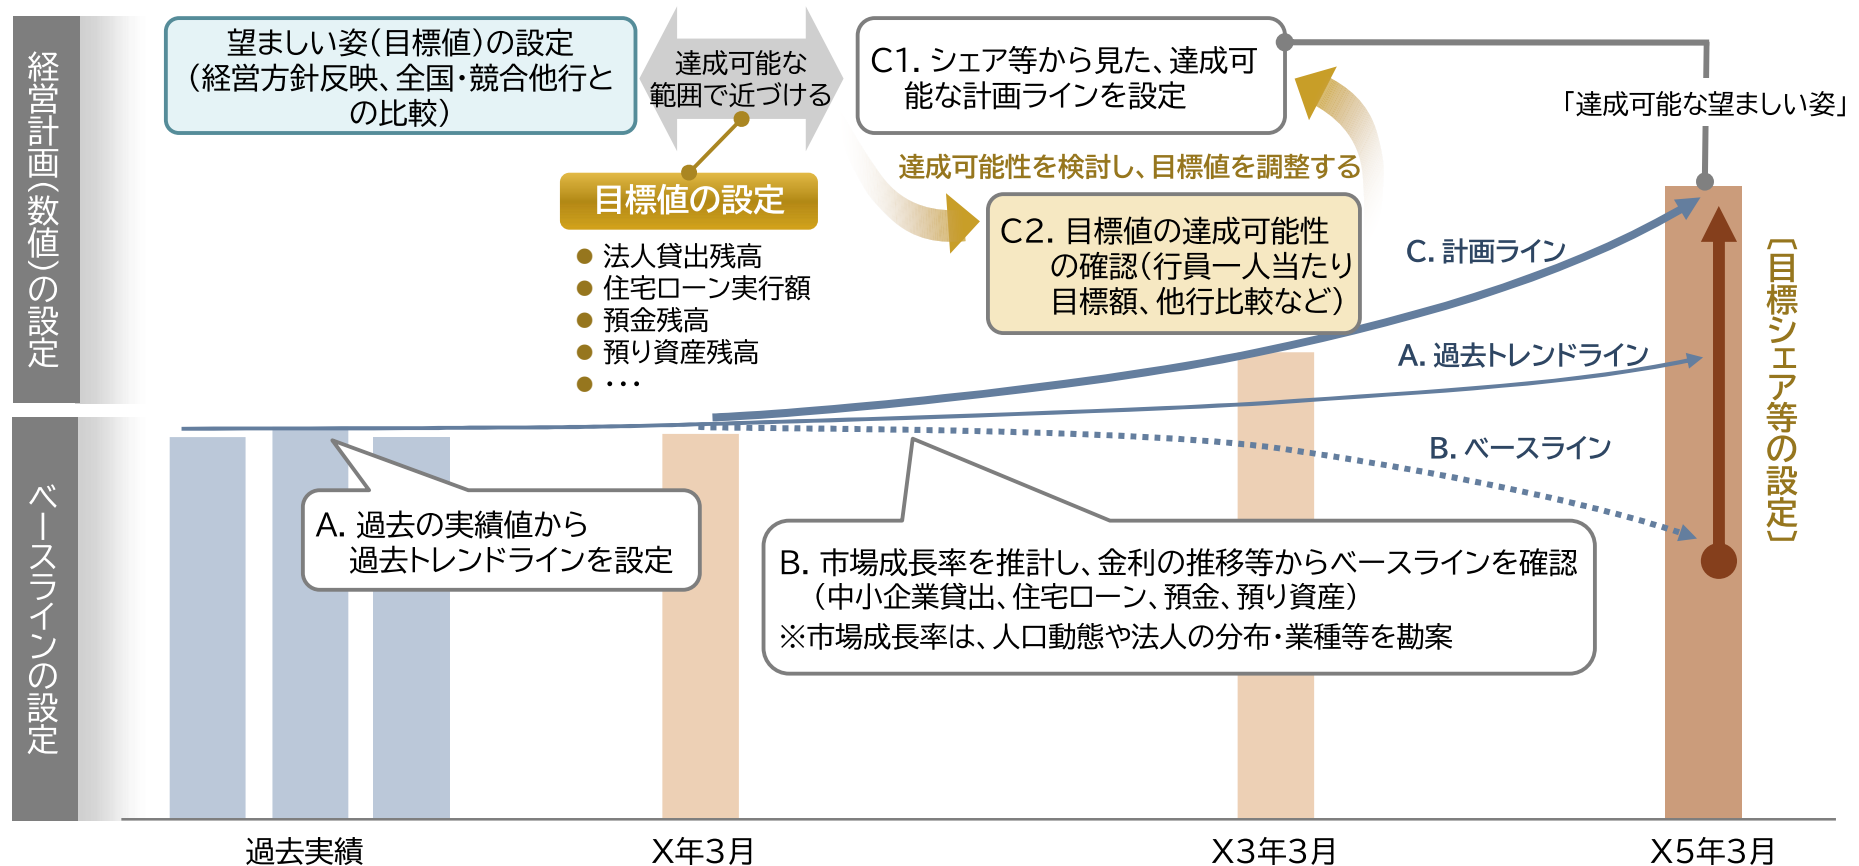 経営計画(数値)の設定
望ましい姿（目標値）の設定
（経営方針反映、全国・競合他行と
の比較）
達成可能な
範囲で近づける
C1. シェア等から見た、達成可
能な計画ラインを設定
「達成可能な望ましい姿」
達成可能性を検討し、目標値を調整する
目標値の設定
● 法人貸出残高
● 住宅ローン実行額
● 預金残高
● 預り資産残高
● ・・・
C2. 目標値の達成可能性
の確認（行員一人当たり
目標額、他行比較など）
C. 計画ライン
A. 過去トレンドライン
B. ベースライン
［目標シェア等の設定］
ベースラインの設定
A. 過去の実績値から
過去トレンドラインを設定
B. 市場成長率を推計し、金利の推移等からベースラインを確認
（中小企業貸出、住宅ローン、預金、預り資産）
※市場成長率は、人口動態や法人の分布・業種等を勘案
過去実績
X年3月
X3年3月
X5年3月